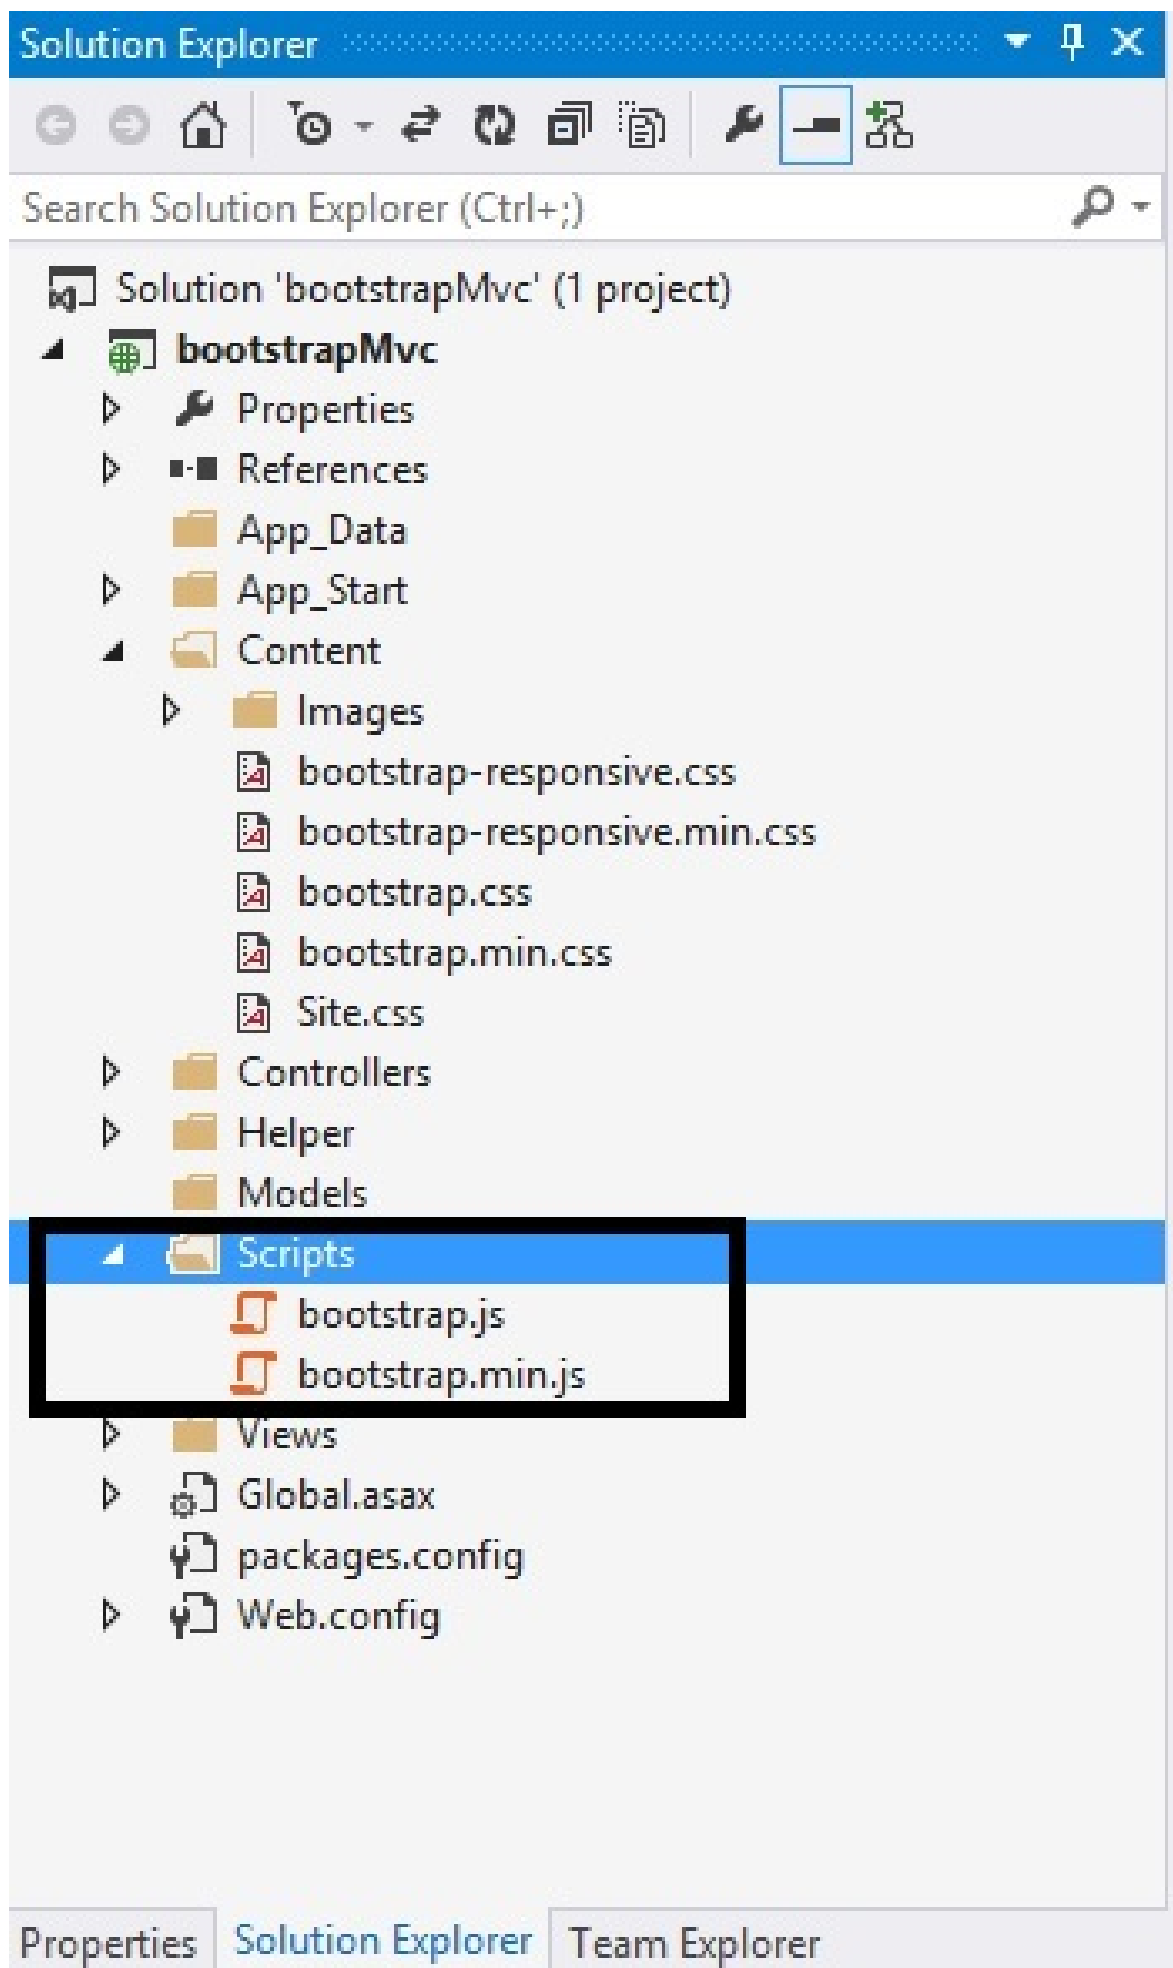 Solution Explorer
Search Solution Explorer (Ctrl+;)
Solution 'bootstrapMvc' (1 project)
bootstrapMvc
Properties
References
App_Data
App_Start
Content
Images
bootstrap-responsive.css
bootstrap-responsive.min.css
bootstrap.css
bootstrap.min.css
Site.css
Controllers
Helper
Models
Scripts
bootstrap.js
bootstrap.min.js
Views
Global.asax
packages.config
Web.config
Properties Solution Explorer Team Explorer